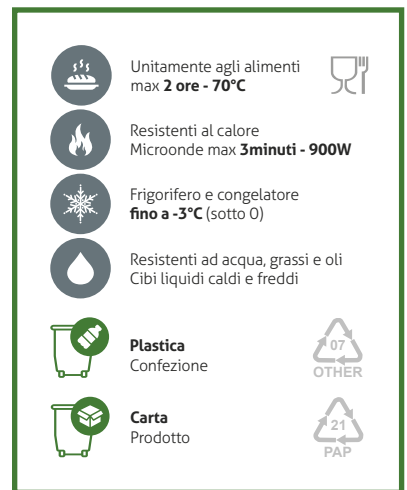 Unitamente agli alimenti
max 2 ore - 70°C
Resistenti al calore
Microonde max 3minuti - 900W
Frigorifero e congelatore
fino a -3°C (sotto 0)
Resistenti ad acqua, grassi e oli
Cibi liquidi caldi e freddi
Plastica
Confezione
07
OTHER
Carta
Prodotto
21
PAP